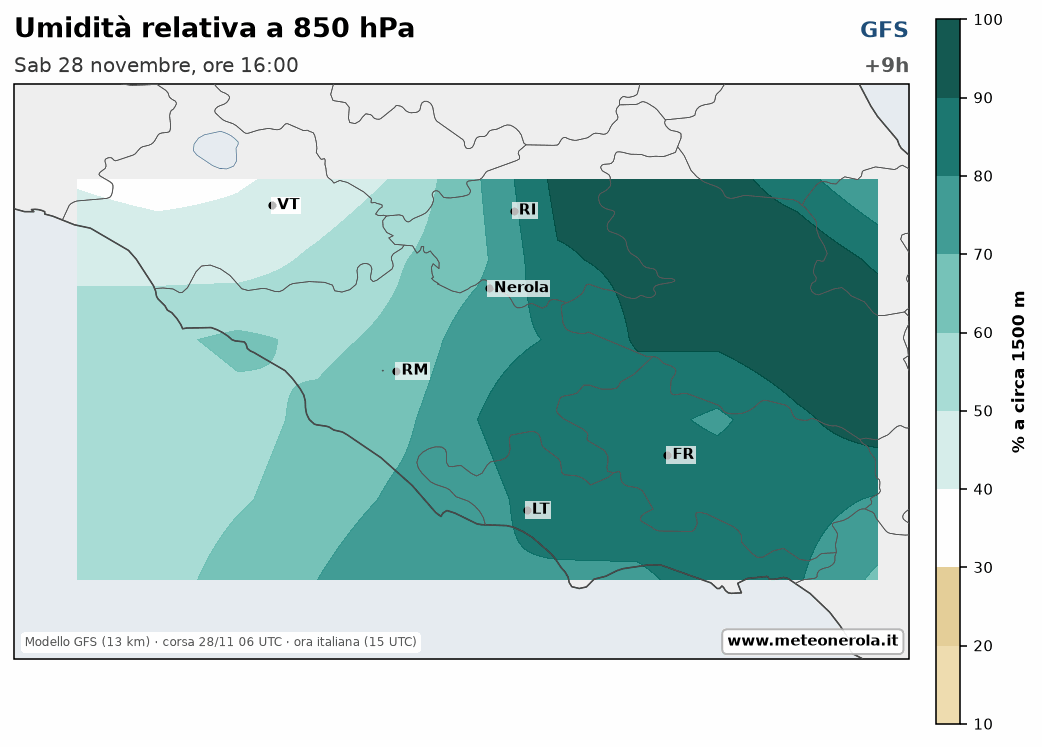 Umidità relativa a 850 hPa
GFS
Sab 28 novembre, ore 16:00
+9h
100
90
80
70
60
50
40
30
20
10
% a circa 1500 m
VT
RI
Nerola
RM
FR
LT
Modello GFS (13 km) · corsa 28/11 06 UTC · ora italiana (15 UTC)
www.meteonerola.it